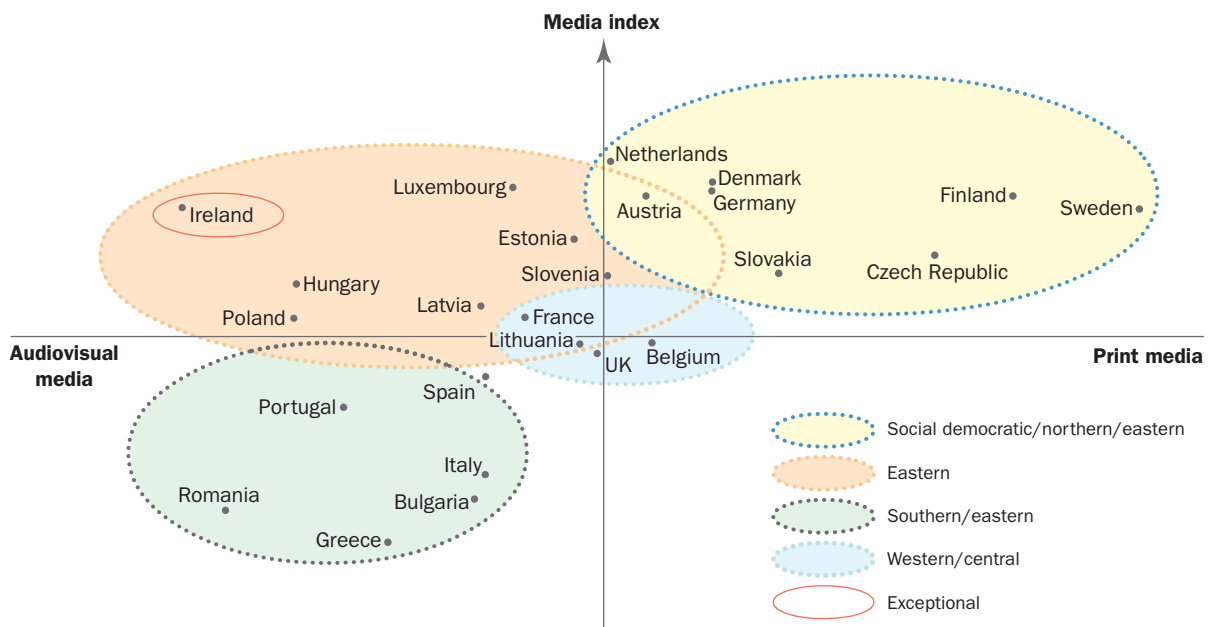 Media index
Netherlands
Luxembourg
Denmark
Germany
Finland
Ireland
Austria
Sweden
Estonia
Slovenia
Slovakia
Czech Republic
Hungary
Latvia
Poland
France
Lithuania
Audiovisual
media
UK
Belgium
Print media
Spain
Portugal
Italy
Romania
Bulgaria
Greece
Social democratic/northern/eastern
Eastern
Southern/eastern
Western/central
Exceptional